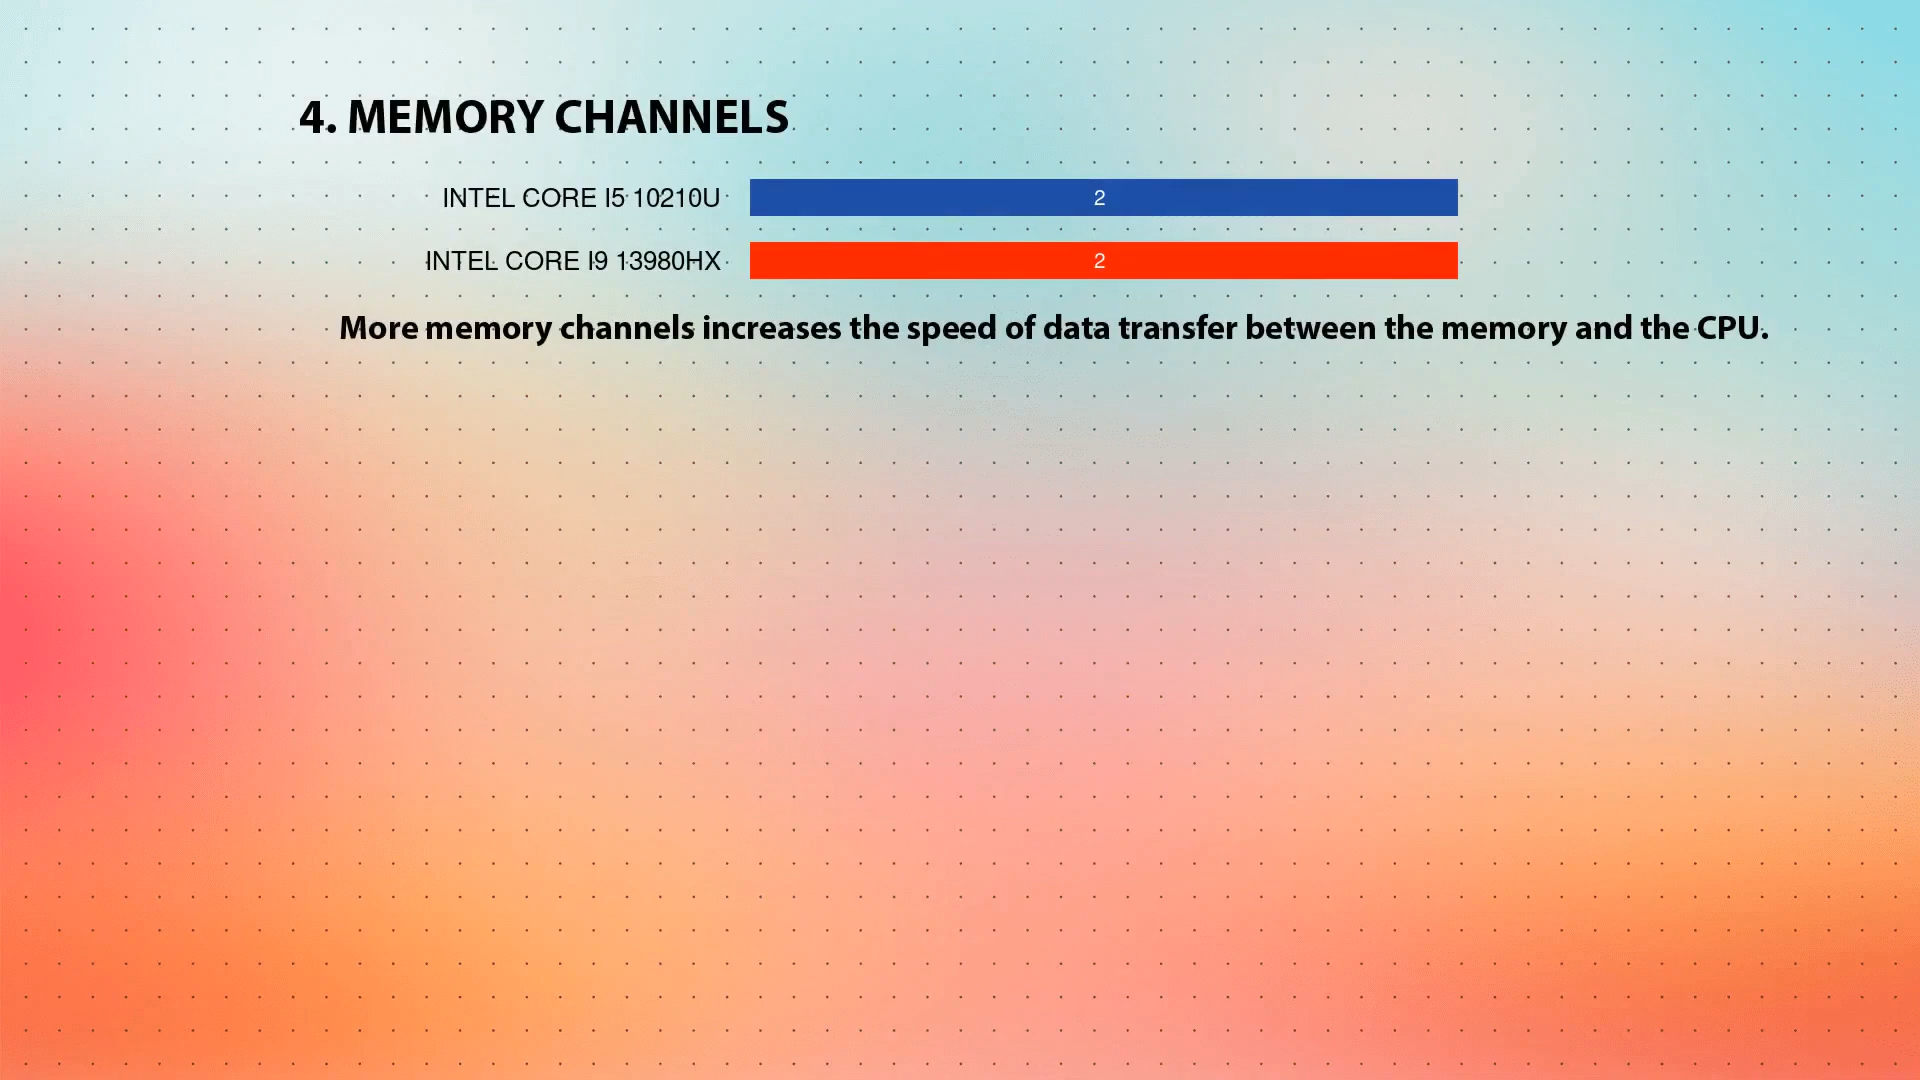 4. MEMORY CHANNELS
INTEL CORE I5 10210U 2
INTEL CORE I9 13980HX 2
More memory channels increases the speed of data transfer between the memory and the CPU.